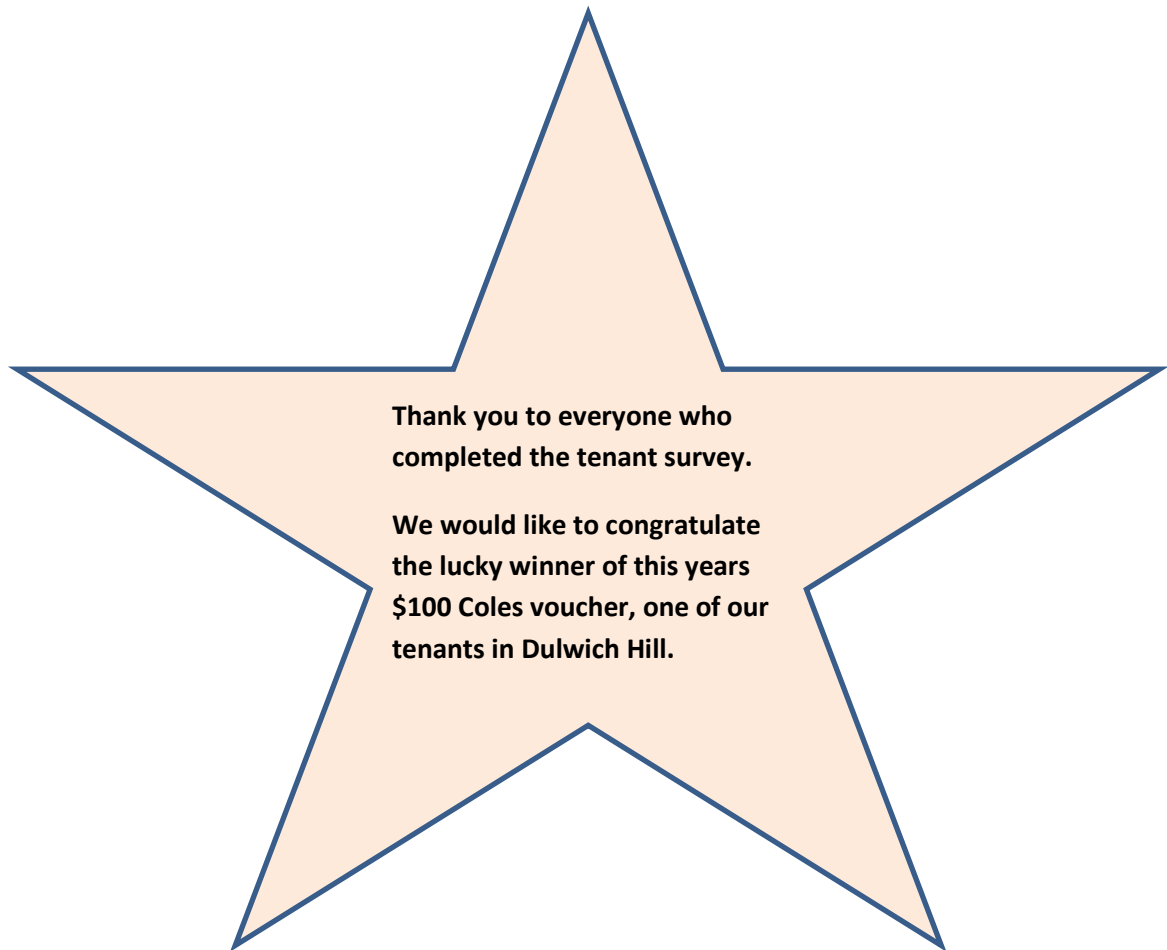 Thank you to everyone who
completed the tenant survey.
We would like to congratulate
the lucky winner of this years
$100 Coles voucher, one of our
tenants in Dulwich Hill.